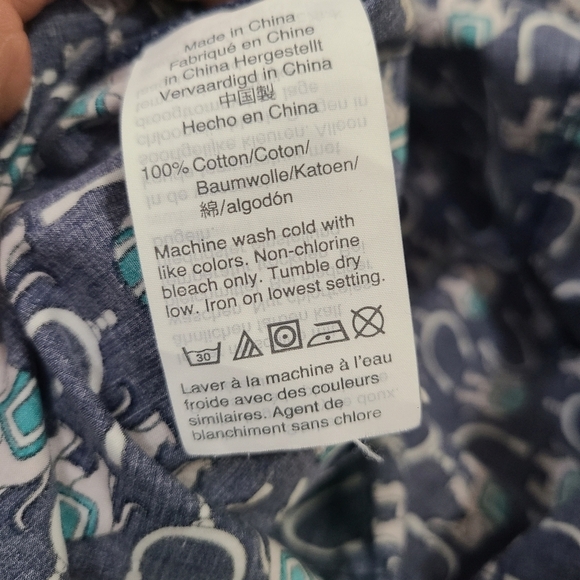 Made in China
Fabriqué en Chine
in China Hergestellt
Vervaardigd in China
中国製
Hecho en China
100% Cotton/Coton/
Baumwolle/Katoen/
綿/algodón
Machine wash cold with
like colors. Non-chlorine
bleach only. Tumble dry
low. Iron on lowest setting.
30
Laver à la machine à l'eau
froide avec des couleurs
similaires. Agent de
blanchiment sans chlore